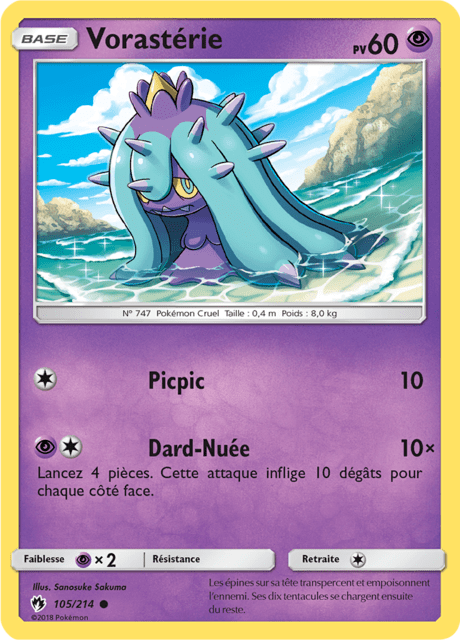 BASE Vorastérie PV60
Nº 747 Pokémon Cruel Taille : 0,4 m Poids : 8,0 kg
Picpic 10
Dard-Nuée 10×
Lancez 4 pièces. Cette attaque inflige 10 dégâts pour
chaque côté face.
Faiblesse ×2 Résistance Retraite
Illus. Sanosuke Sakuma
105/214
©2018 Pokémon
Les épines sur sa tête transpercent et empoisonnent
l'ennemi. Ses dix tentacules se chargent ensuite
du reste.